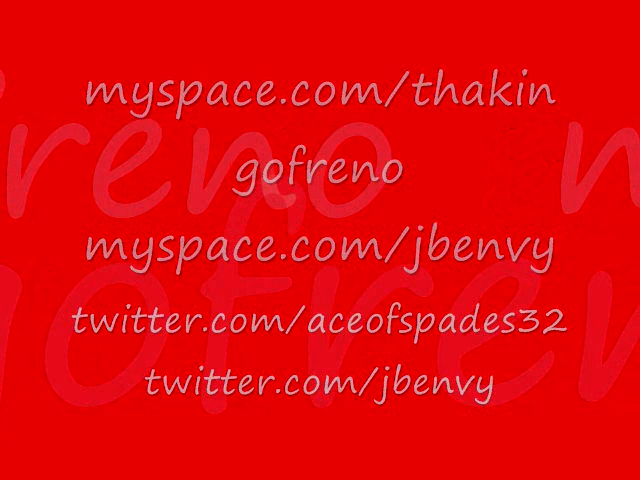 myspace.com/thakin
gofreno
myspace.com/jbenvy
twitter.com/aceofspades32
twitter.com/jbenvy